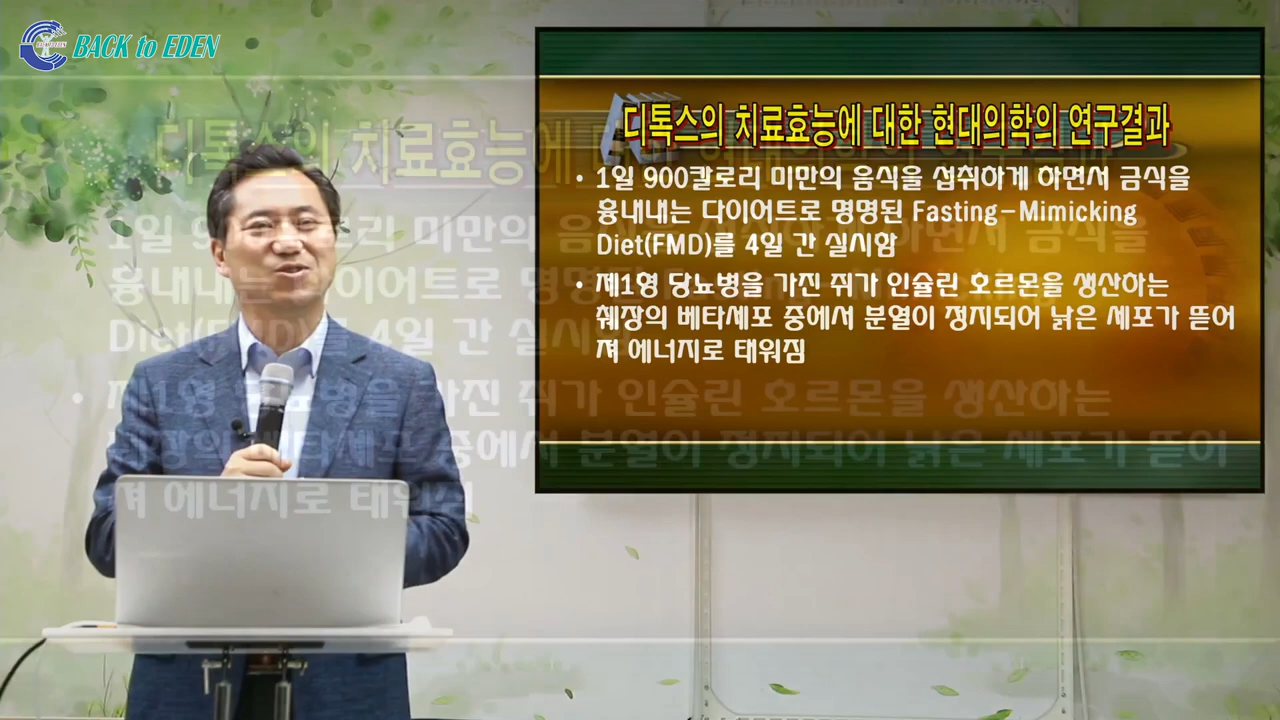 BACK to EDEN
디톡스의 치료효능에 대한 현대의학의 연구결과
• 1일 900칼로리 미만의 음식을 섭취하게 하면서 금식을
흉내내는 다이어트로 명명된 Fasting-Mimicking
Diet(FMD)를 4일 간 실시함
• 제1형 당뇨병을 가진 쥐가 인슐린 호르몬을 생산하는
췌장의 베타세포 중에서 분열이 정지되어 낡은 세포가 뜯어
져 에너지로 태워짐